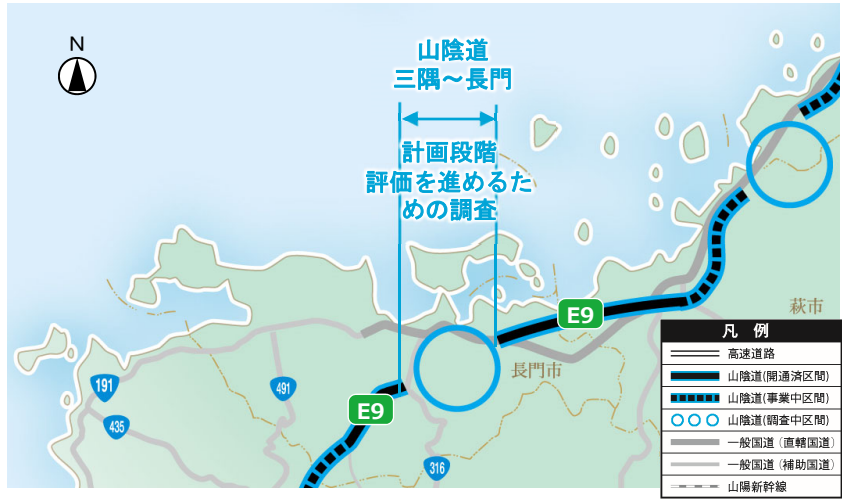 N
山陰道
三隅～長門
計画段階
評価を進めるた
めの調査
E9
萩市
長門市
191
491
E9
435
316
凡 例
高速道路
山陰道(開通済区間)
山陰道(事業中区間)
山陰道(調査中区間)
一般国道（直轄国道）
一般国道（補助国道）
山陽新幹線